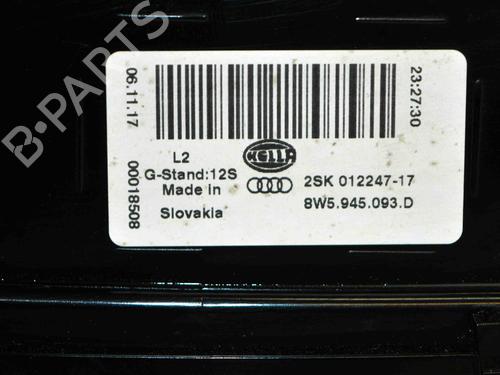 B-PARTS
06.11.17
00018508
23:27:30
L2
G-Stand:12S
Made in
Slovakia
HELLA
2SK 012247-17
8W5.945.093.D